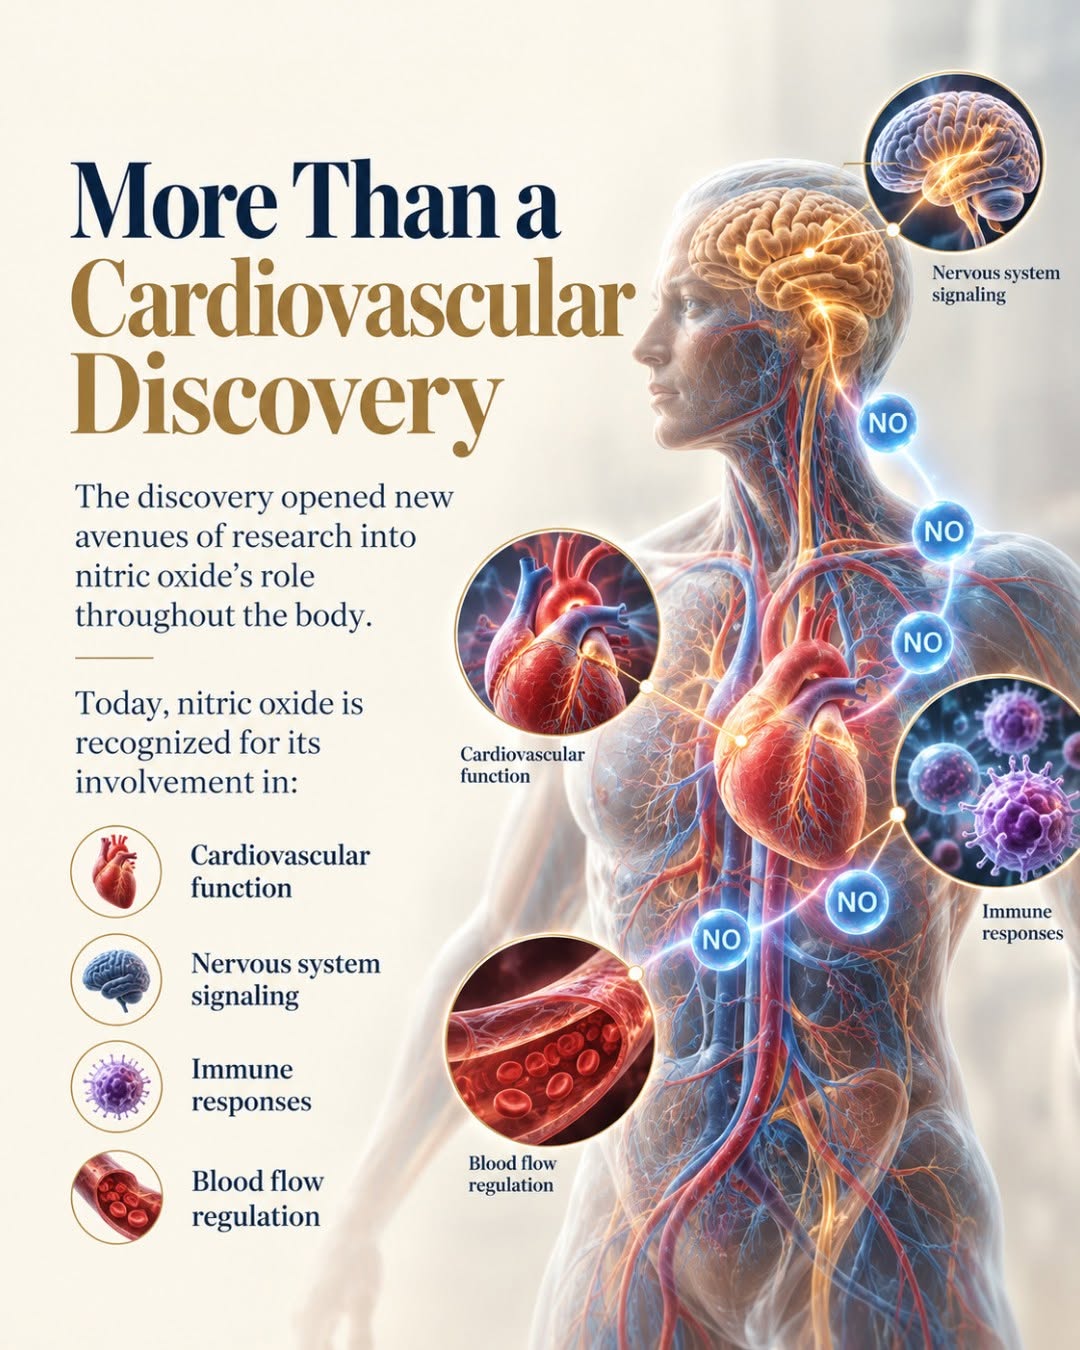 More Than a
Cardiovascular
Discovery
The discovery opened new
avenues of research into
nitric oxide’s role
throughout the body.
Today, nitric oxide is
recognized for its
involvement in:
Cardiovascular
function
Nervous system
signaling
Immune
responses
Blood flow
regulation
Nervous system
signaling
NO
NO
NO
Cardiovascular
function
Immune
responses
NO
NO
Blood flow
regulation